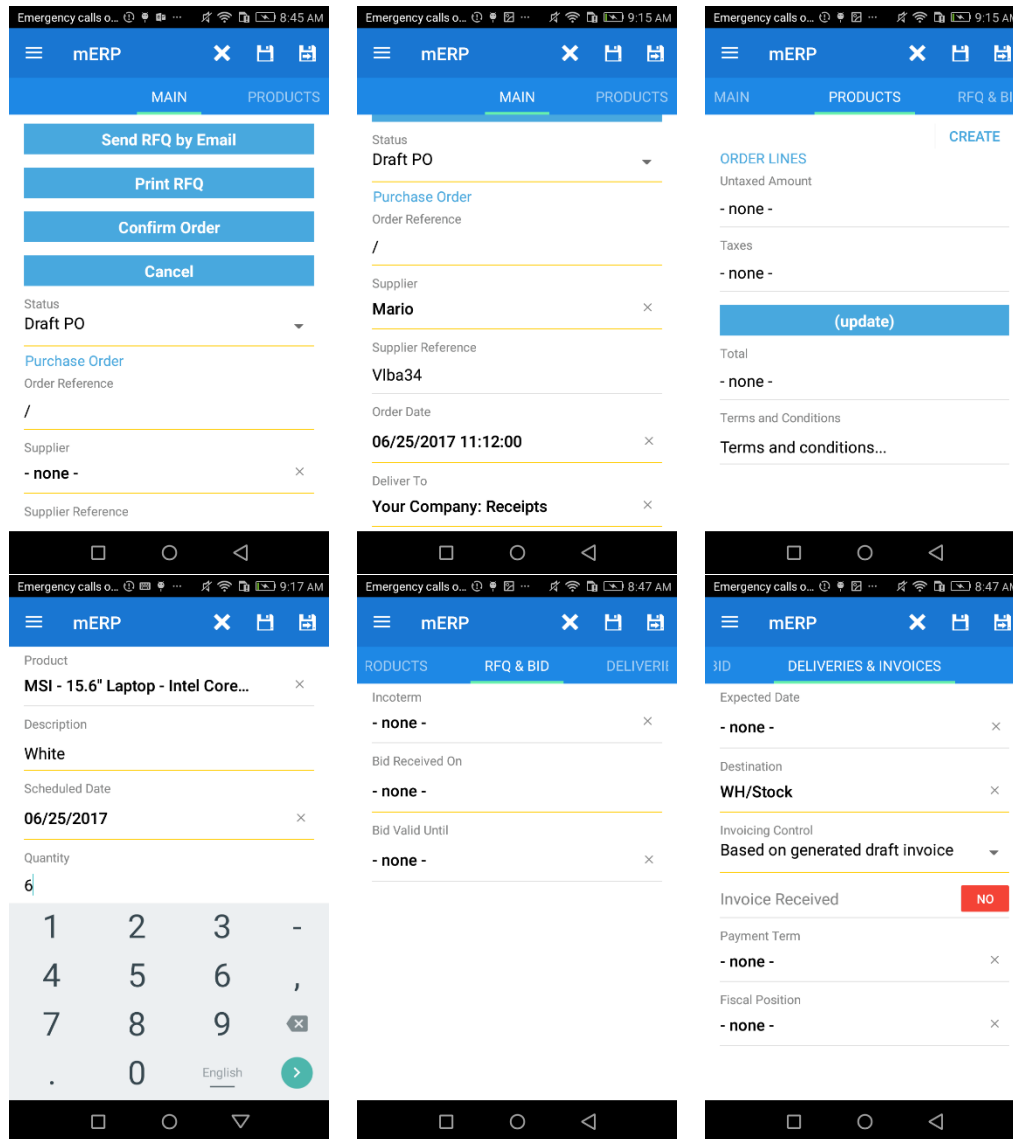 Emergency calls o... 8:45 AM
mERP
MAIN PRODUCTS
Send RFQ by Email
Print RFQ
Confirm Order
Cancel
Status
Draft PO
Purchase Order
Order Reference
/
Supplier
- none -
Supplier Reference
Emergency calls o... 9:15 AM
mERP
MAIN PRODUCTS
Status
Draft PO
Purchase Order
Order Reference
/
Supplier
Mario
Supplier Reference
Vlba34
Order Date
06/25/2017 11:12:00
Deliver To
Your Company: Receipts
Emergency calls o... 9:15 AM
mERP
MAIN PRODUCTS RFQ & BI
CREATE
ORDER LINES
Untaxed Amount
- none -
Taxes
- none -
(update)
Total
- none -
Terms and Conditions
Terms and conditions...
Emergency calls o... 9:17 AM
mERP
Product
MSI - 15.6" Laptop - Intel Core...
Description
White
Scheduled Date
06/25/2017
Quantity
6
1 2 3 -
4 5 6 ,
7 8 9
. 0 English
Emergency calls o... 8:47 AM
mERP
RODUCTS RFQ & BID DELIVERIE
Incoterm
- none -
Bid Received On
- none -
Bid Valid Until
- none -
Emergency calls o... 8:47 AM
mERP
BID DELIVERIES & INVOICES
Expected Date
- none -
Destination
WH/Stock
Invoicing Control
Based on generated draft invoice
Invoice Received NO
Payment Term
- none -
Fiscal Position
- none -